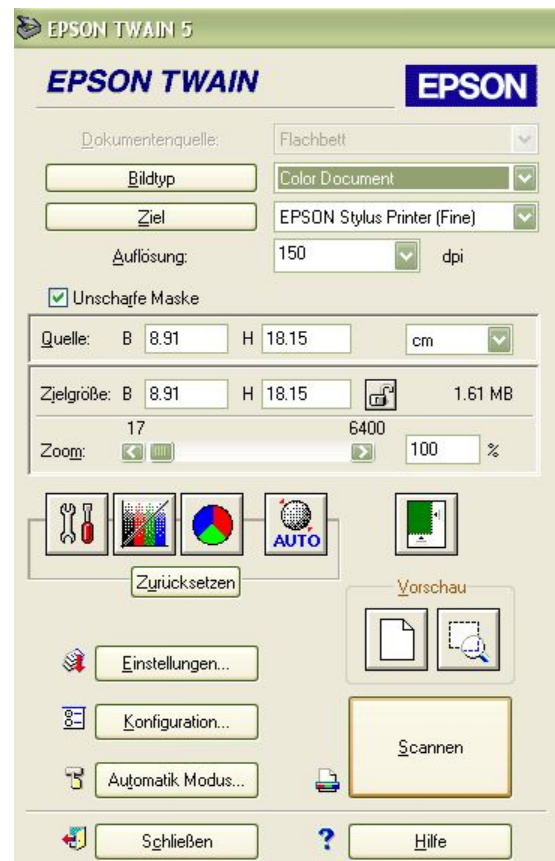 EPSON TWAIN 5
EPSON TWAIN EPSON
Dokumentenquelle: Flachbett
Bildtyp Color Document
Ziel EPSON Stylus Printer (Fine)
Auflösung: 150 dpi
Unscharfe Maske
Quelle: B 8.91 H 18.15 cm
Zielgröße: B 8.91 H 18.15 1.61 MB
17 6400
Zoom: 100 %
AUTO
Zurücksetzen
Vorschau
Einstellungen...
Konfiguration...
Scannen
Automatik Modus...
Schließen ? Hilfe